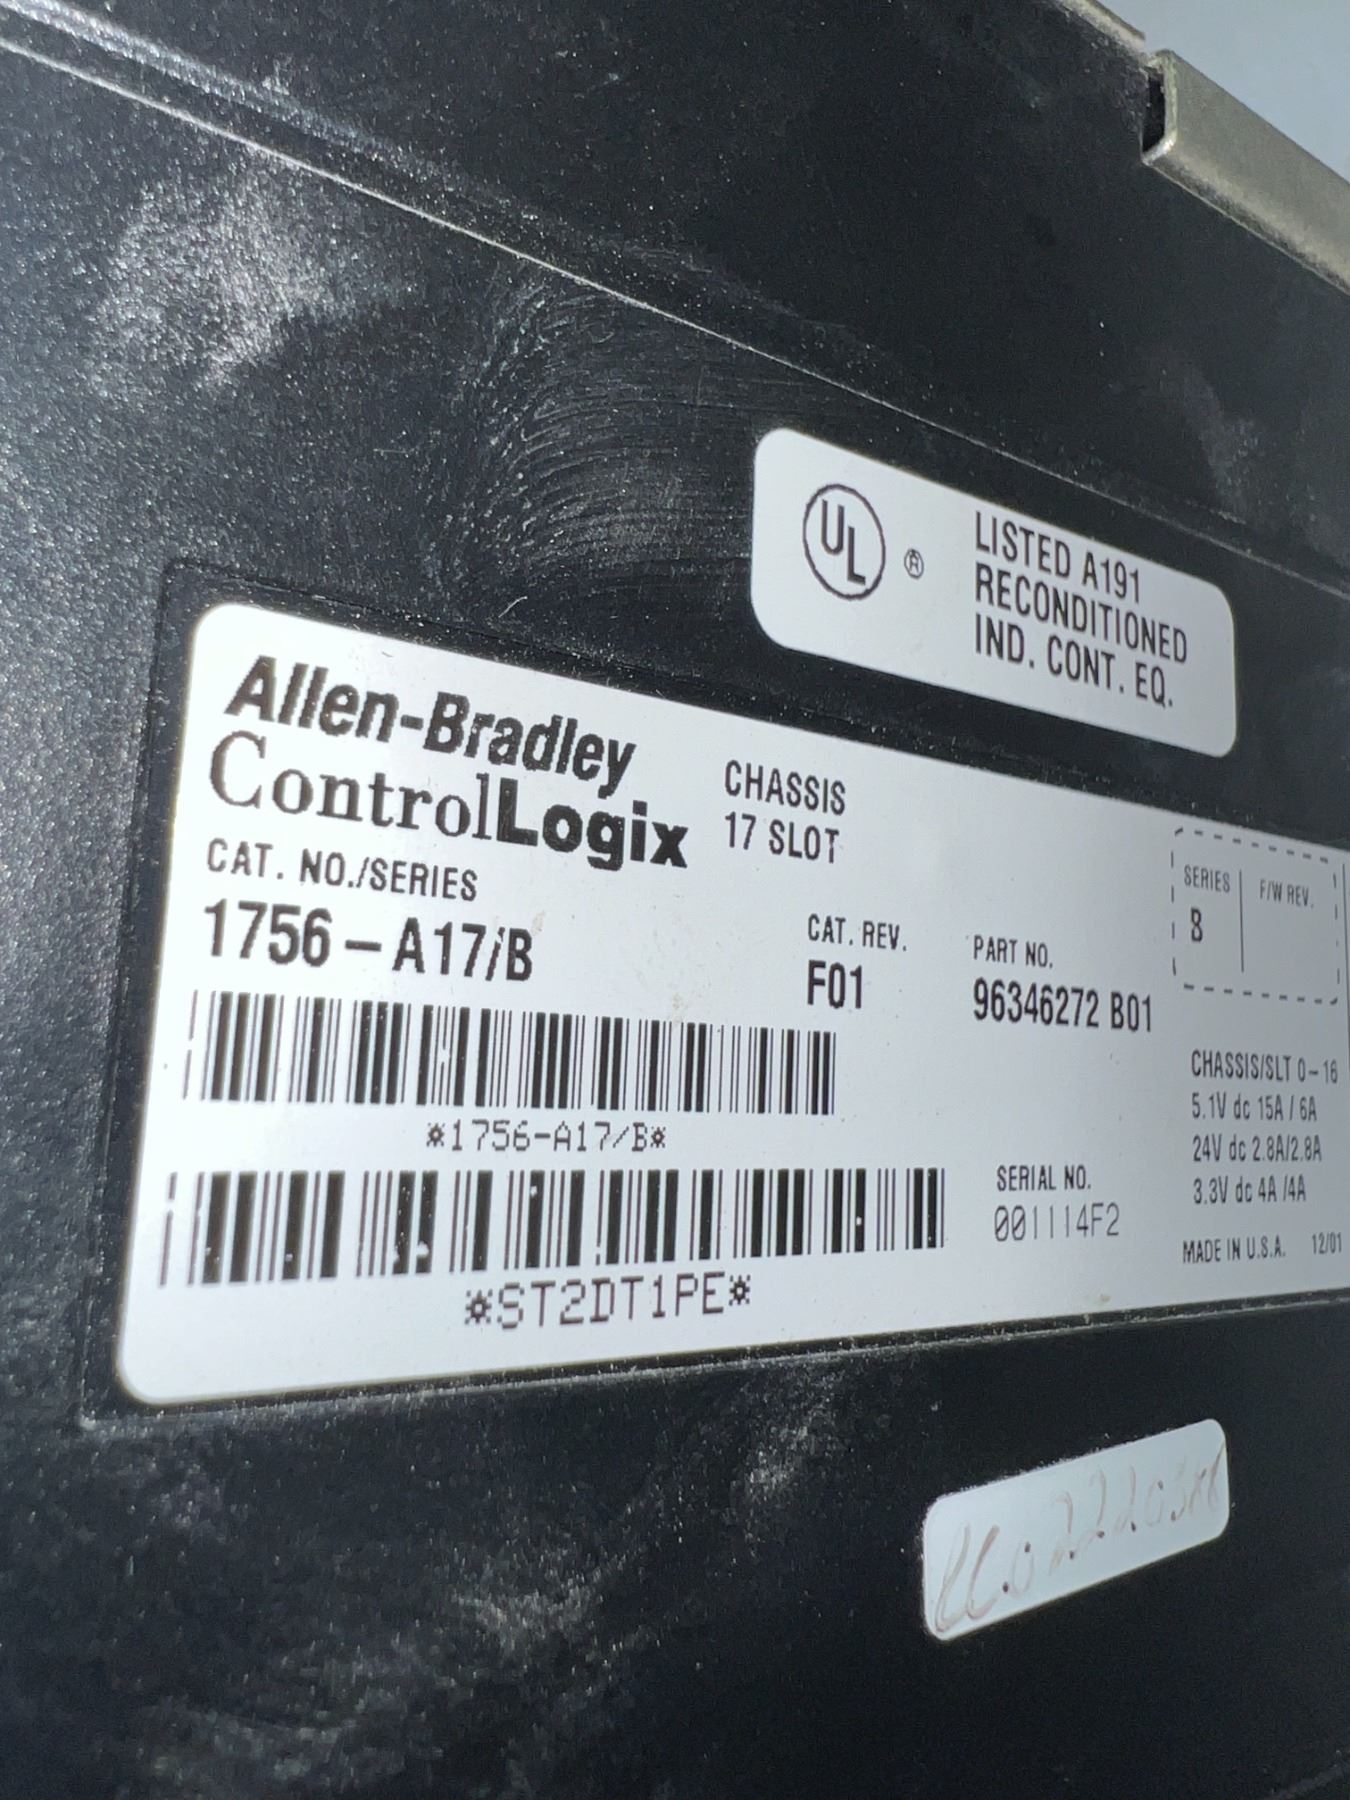 UL ®
LISTED A191
RECONDITIONED
IND. CONT. EQ.
Allen-Bradley
ControlLogix
CHASSIS
17 SLOT
CAT. NO./SERIES
1756-A17/B
CAT. REV.
F01
PART NO.
96346272 B01
SERIES
B
F/W REV.
*1756-A17/B*
CHASSIS/SLT 0-16
5.1V dc 15A / 6A
24V dc 2.8A/2.8A
3.3V dc 4A /4A
*ST2DT1PE*
SERIAL NO.
001114F2
MADE IN U.S.A. 12/01